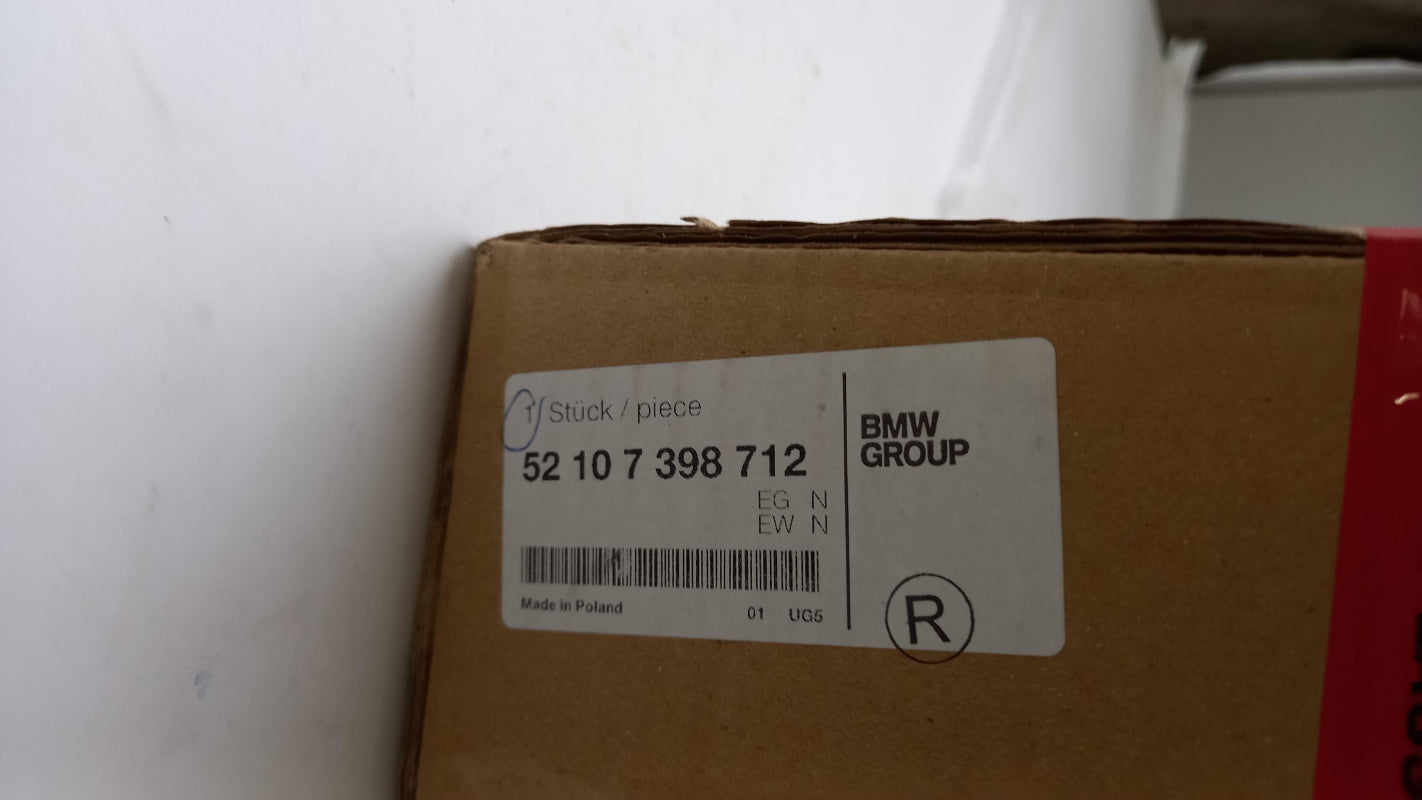 1 Stück / piece
52 10 7 398 712
EG N
EW N
Made in Poland
01 UG5
BMW
GROUP
R